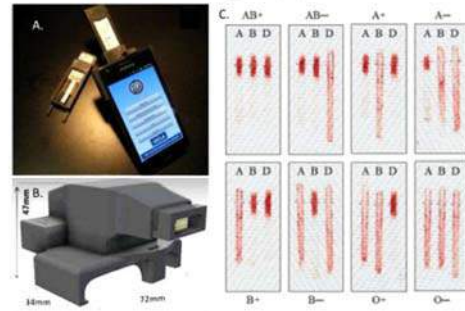 A.
B.
47mm
34mm
72mm
C.
AB+
AB—
A+
A—
A B D
A B D
A B D
A B D
A B D
A B D
A B D
A B D
B+
B—
O+
O—